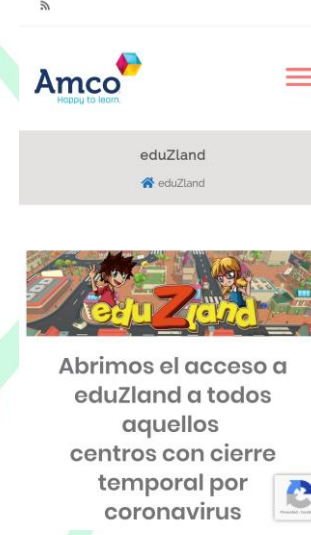 Amco
Happy to learn.
eduZland
eduZland
eduZland
Abrimos el acceso a
eduZland a todos
aquellos
centros con cierre
temporal por
coronavirus